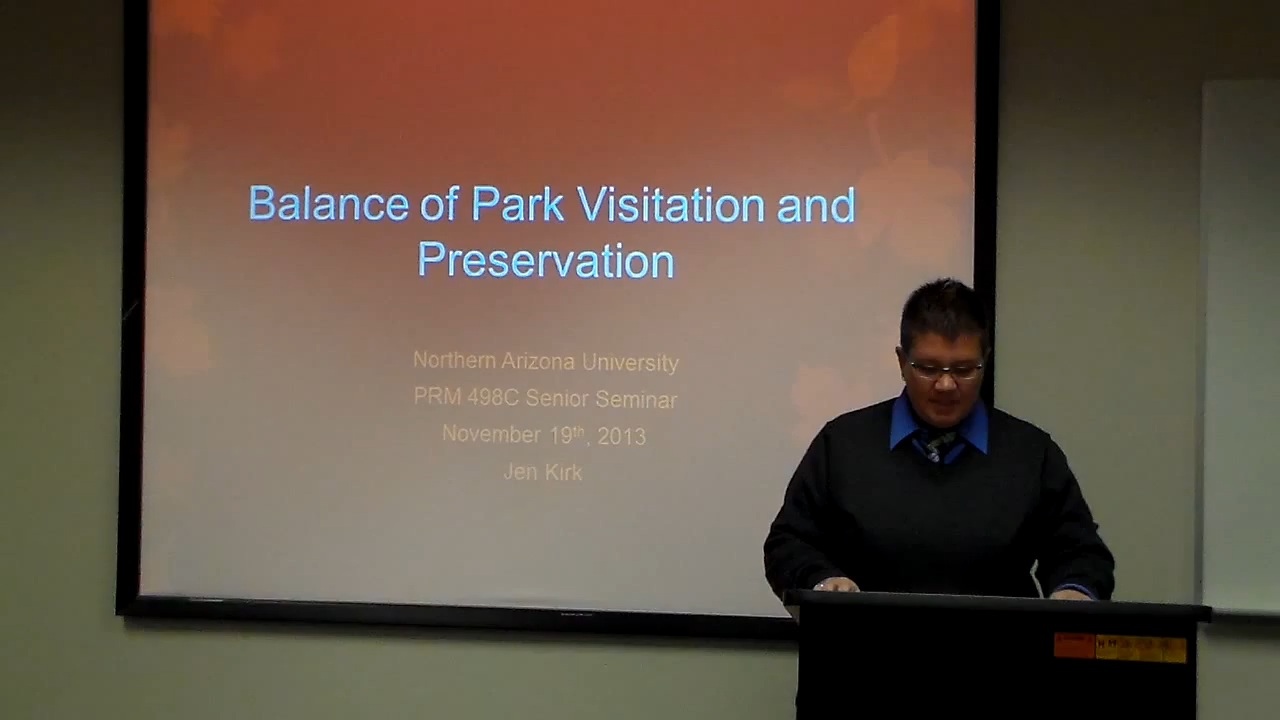 Balance of Park Visitation and
Preservation
Northern Arizona University
PRM 498C Senior Seminar
November 19th, 2013
Jen Kirk